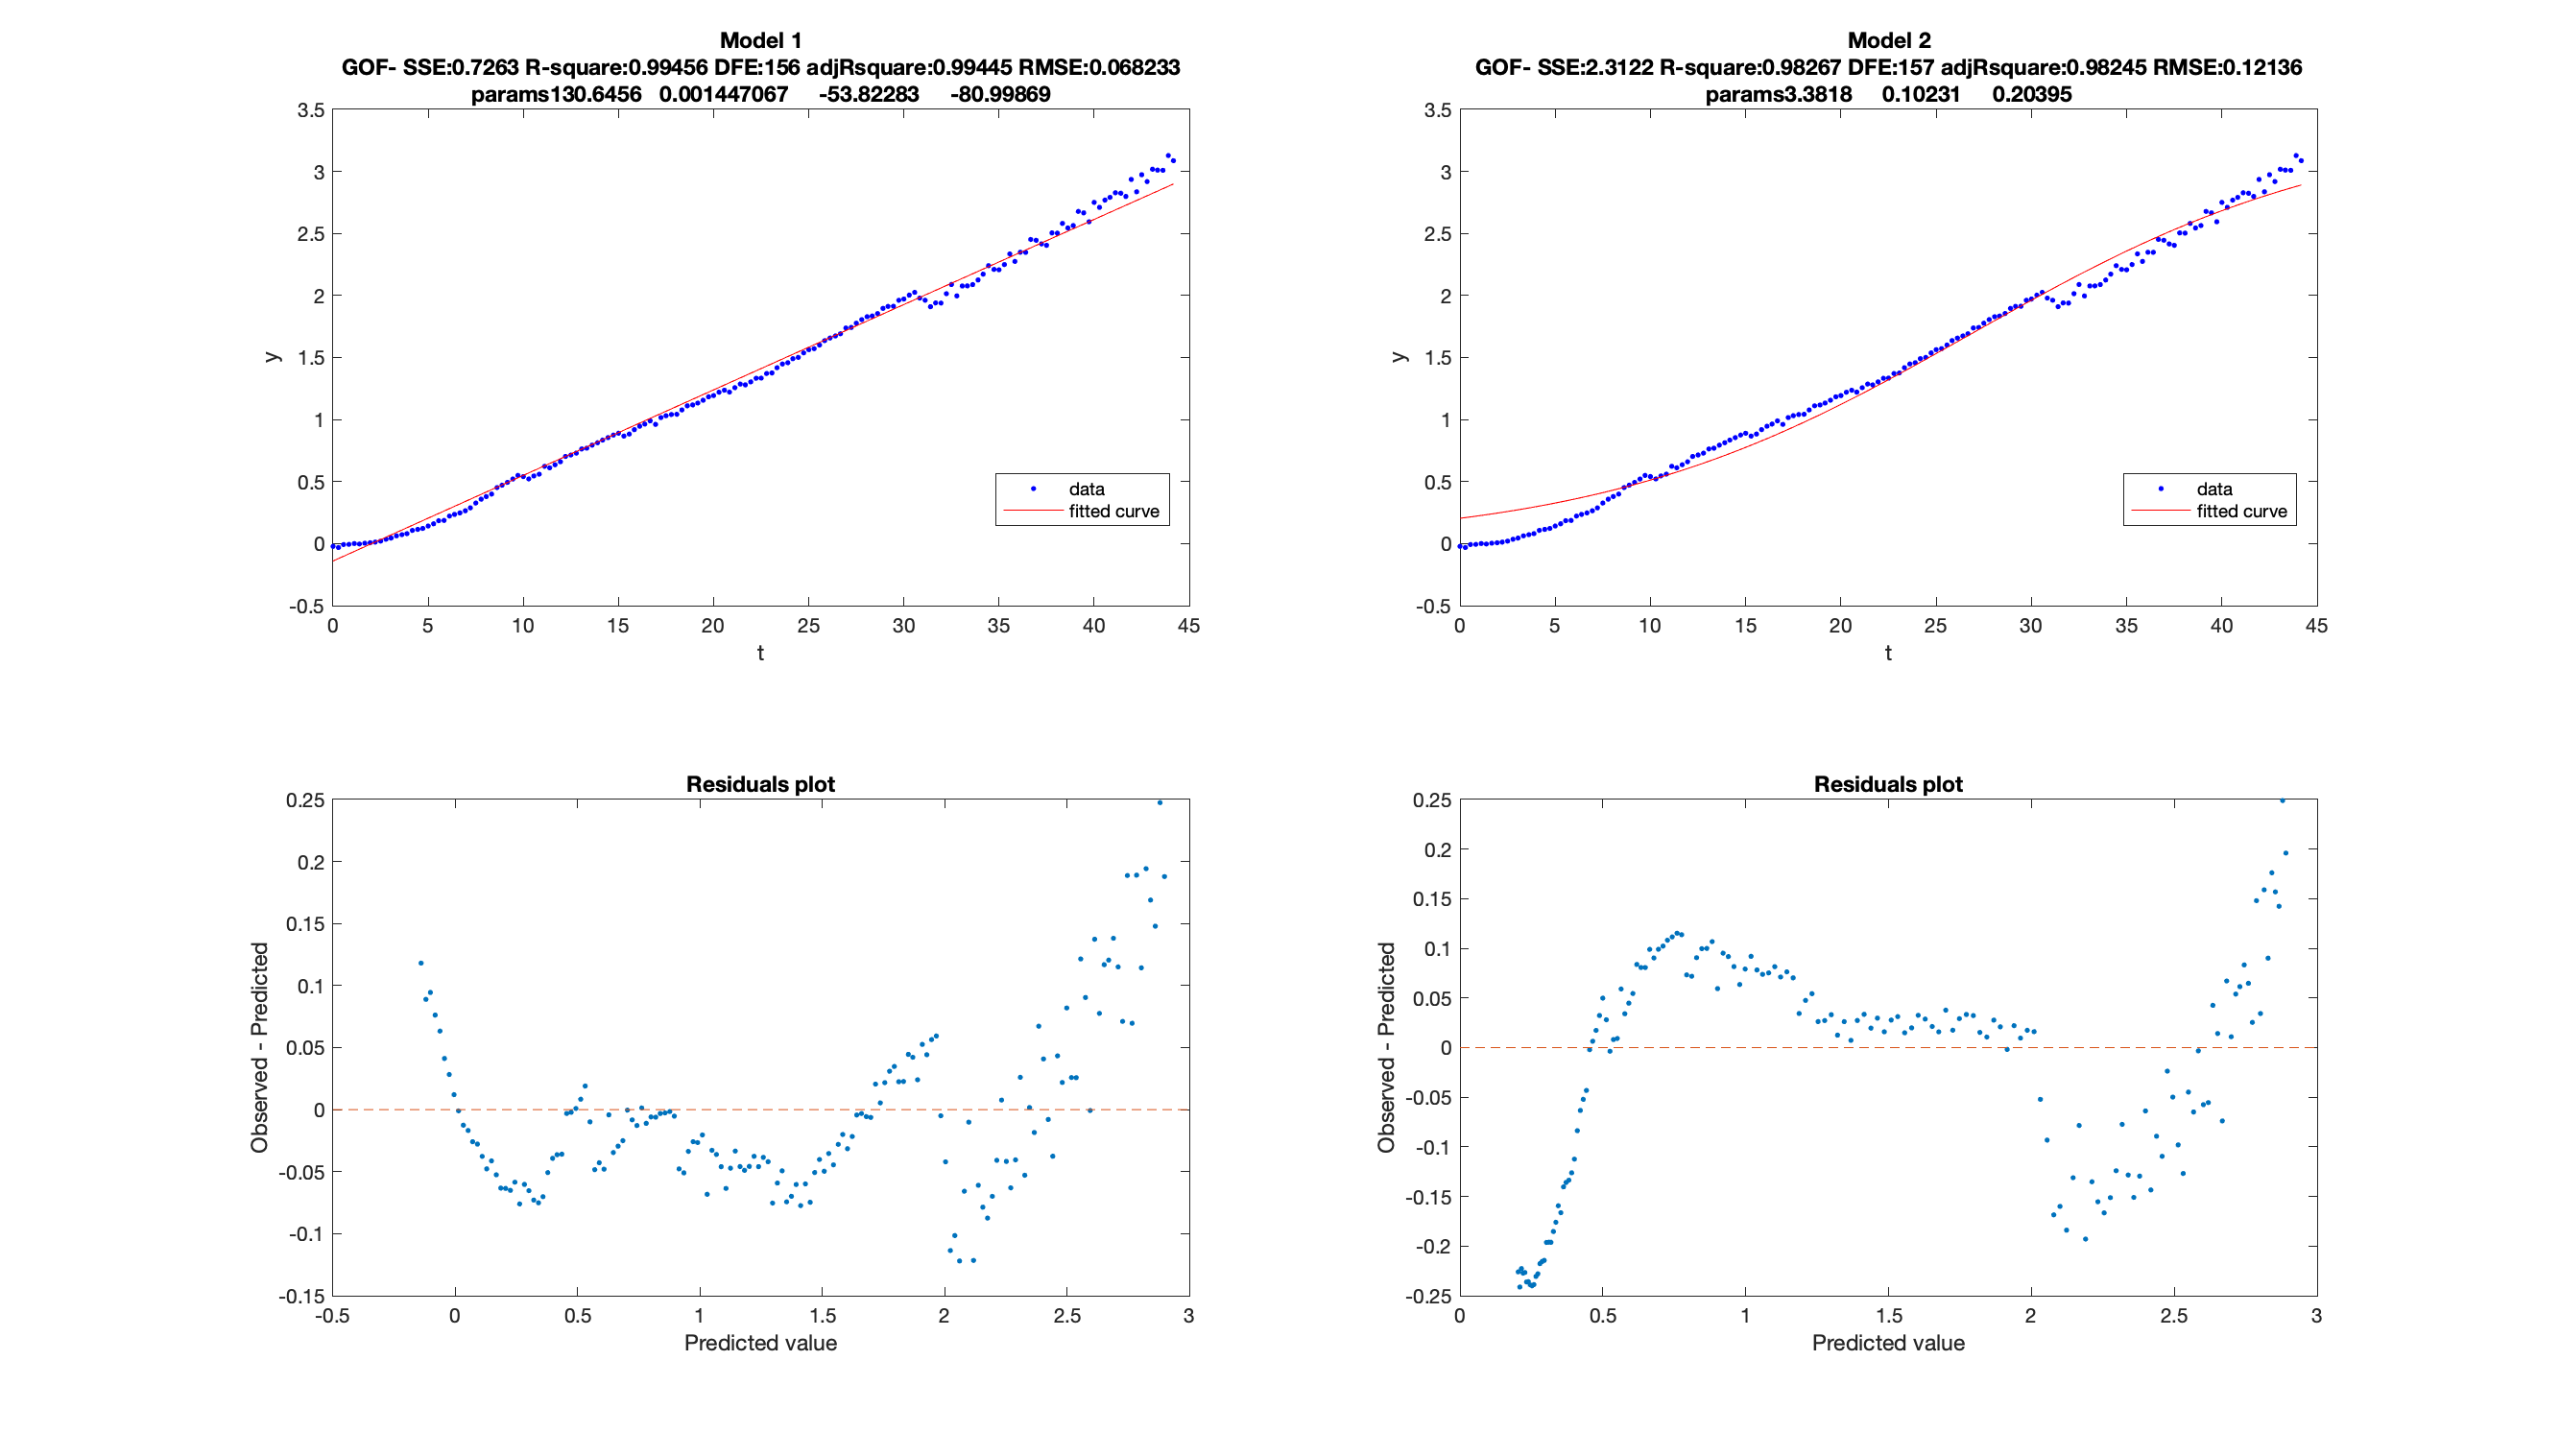 Model 1
GOF- SSE:0.7263 R-square:0.99456 DFE:156 adjRsquare:0.99445 RMSE:0.068233
params130.6456 0.001447067 -53.82283 -80.99869
3.5
3
2.5
2
1.5
1
0.5
0
-0.5
y
data
fitted curve
0 5 10 15 20 25 30 35 40 45
t
Model 2
GOF- SSE:2.3122 R-square:0.98267 DFE:157 adjRsquare:0.98245 RMSE:0.12136
params3.3818 0.10231 0.20395
3.5
3
2.5
2
1.5
1
0.5
0
-0.5
y
data
fitted curve
0 5 10 15 20 25 30 35 40 45
t
Residuals plot
0.25
0.2
0.15
0.1
0.05
0
-0.05
-0.1
-0.15
Observed - Predicted
-0.5 0 0.5 1 1.5 2 2.5 3
Predicted value
Residuals plot
0.25
0.2
0.15
0.1
0.05
0
-0.05
-0.1
-0.15
-0.2
-0.25
Observed - Predicted
0 0.5 1 1.5 2 2.5 3
Predicted value